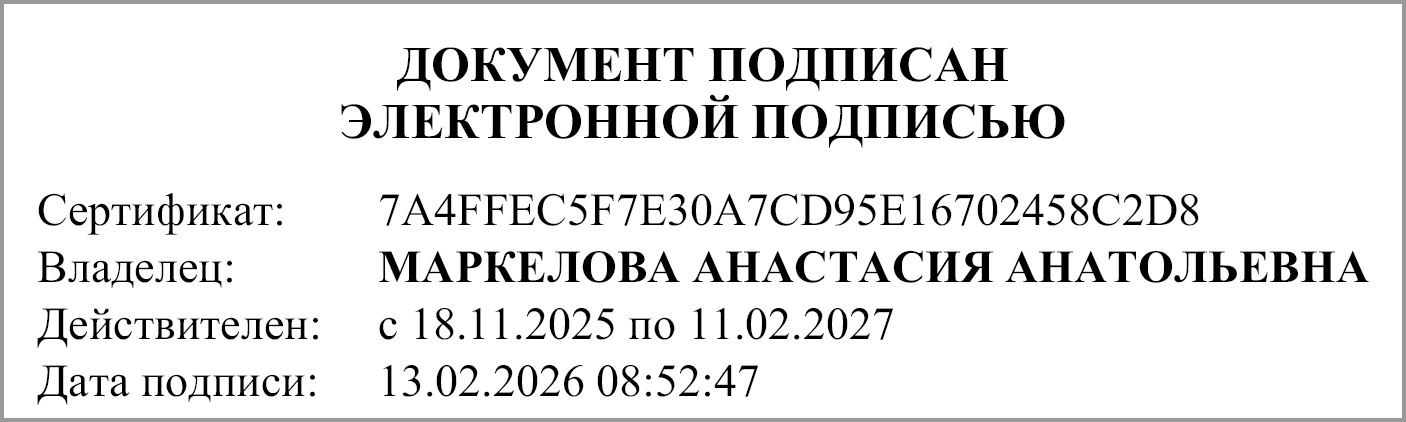 ДОКУМЕНТ ПОДПИСАН
ЭЛЕКТРОННОЙ ПОДПИСЬЮ
Сертификат: 7A4FFEC5F7E30A7CD95E16702458C2D8
Владелец: МАРКЕЛОВА АНАСТАСИЯ АНАТОЛЬЕВНА
Действителен: с 18.11.2025 по 11.02.2027
Дата подписи: 13.02.2026 08:52:47